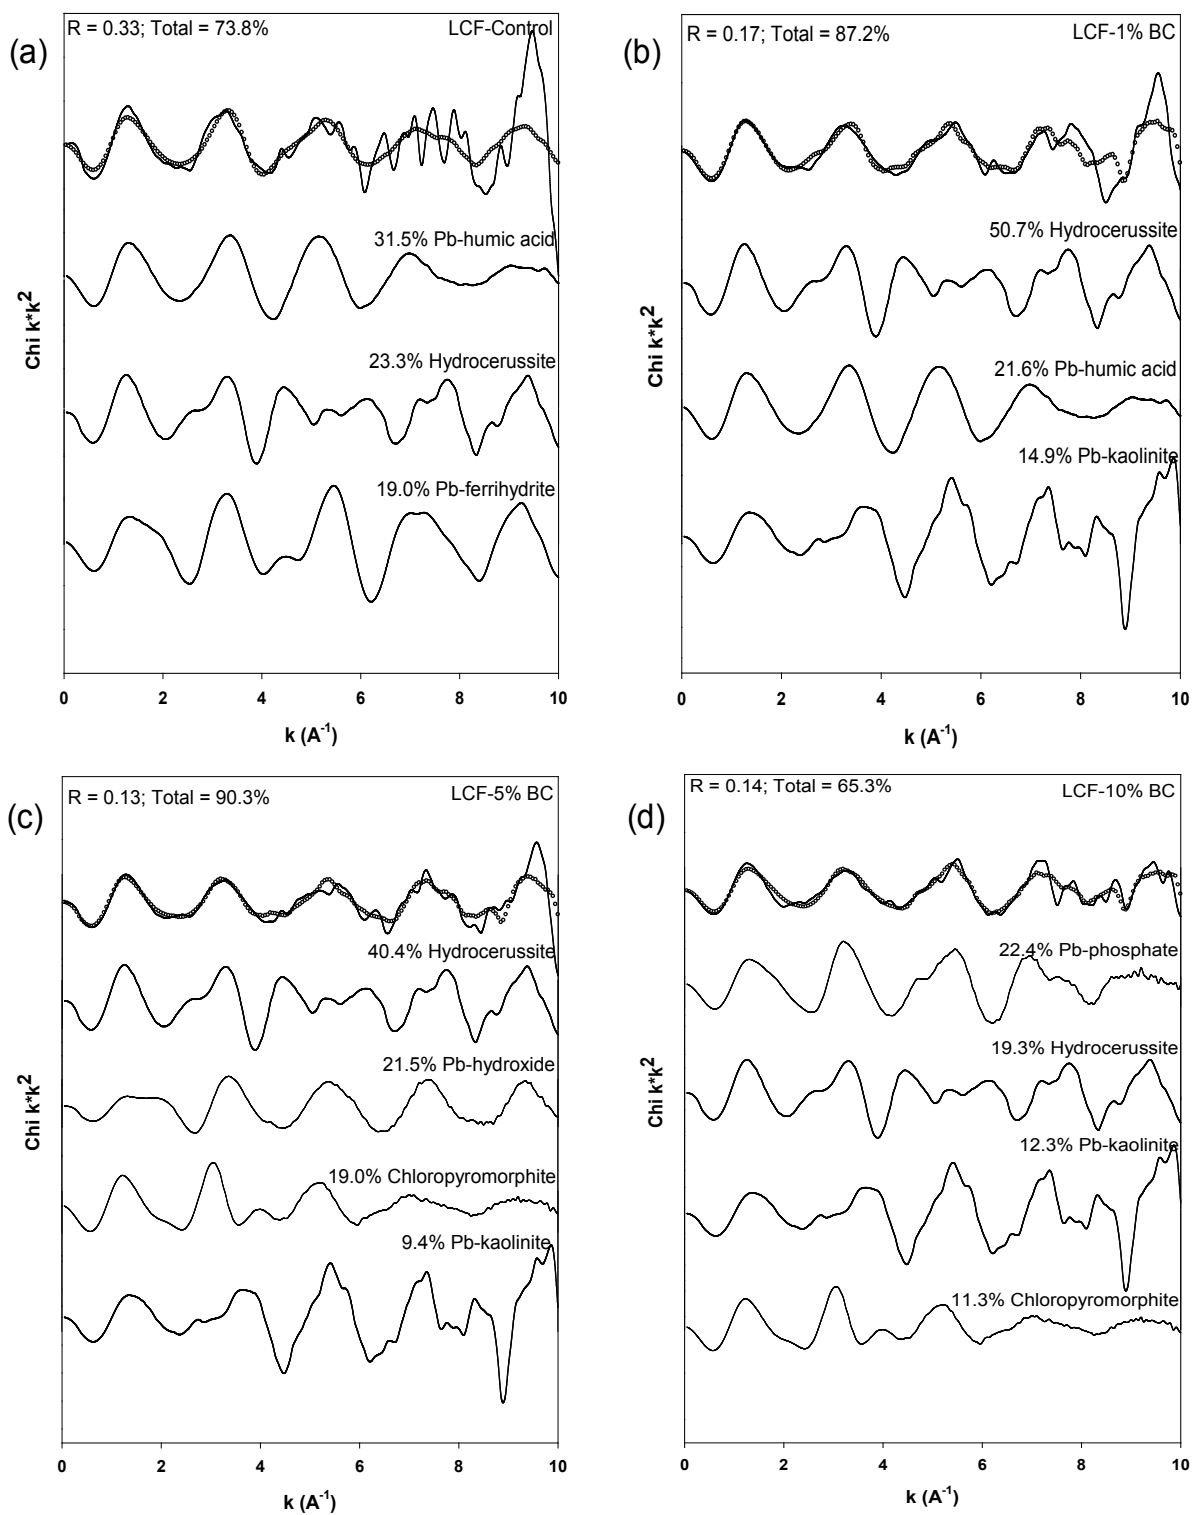 (a)
R = 0.33; Total = 73.8%
LCF-Control
31.5% Pb-humic acid
23.3% Hydrocerussite
19.0% Pb-ferrihydrite
Chi k*k²
0 2 4 6 8 10
k (A⁻¹)
(b)
R = 0.17; Total = 87.2%
LCF-1% BC
50.7% Hydrocerussite
21.6% Pb-humic acid
14.9% Pb-kaolinite
Chi k*k²
0 2 4 6 8 10
k (A⁻¹)
(c)
R = 0.13; Total = 90.3%
LCF-5% BC
40.4% Hydrocerussite
21.5% Pb-hydroxide
19.0% Chloropyromorphite
9.4% Pb-kaolinite
Chi k*k²
0 2 4 6 8 10
k (A⁻¹)
(d)
R = 0.14; Total = 65.3%
LCF-10% BC
22.4% Pb-phosphate
19.3% Hydrocerussite
12.3% Pb-kaolinite
11.3% Chloropyromorphite
Chi k*k²
0 2 4 6 8 10
k (A⁻¹)